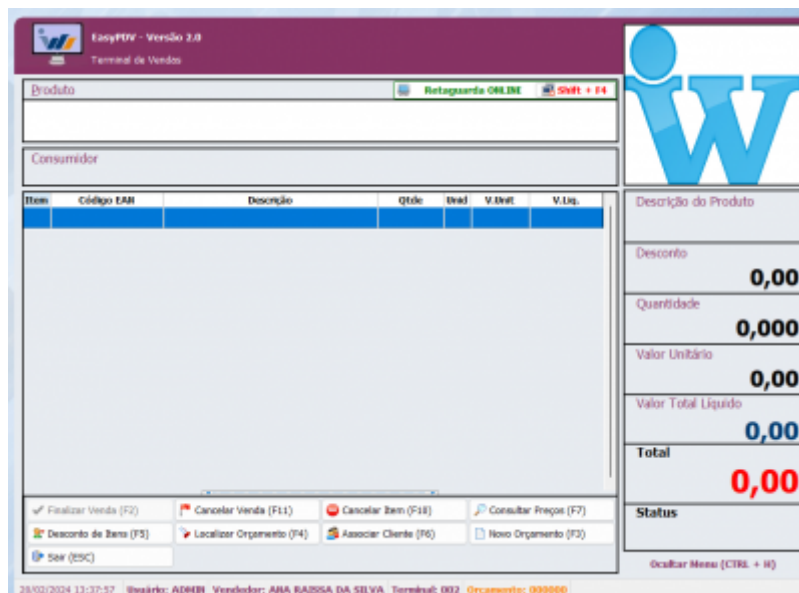 EasyPDV - Versão 2.0
Terminal de Vendas
Produto
Retaguarda ONLINE
Shift + F4
Consumidor
Item Código EAN Descrição Qtde Unid V.Unit V.Liq.
Finalizar Venda (F2) Cancelar Venda (F11) Cancelar Item (F10) Consultar Preços (F7)
Desconto de Itens (F5) Localizar Orçamento (F4) Associar Cliente (F6) Novo Orçamento (F3)
Sair (ESC)
iw
Descrição do Produto
Desconto
0,00
Quantidade
0,000
Valor Unitário
0,00
Valor Total Líquido
0,00
Total
0,00
Status
Ocultar Menu (CTRL + H)
28/02/2024 13:37:57 Usuário: ADMIN Vendedor: ANA RAISSA DA SILVA Terminal: 002 Orçamento: 000000